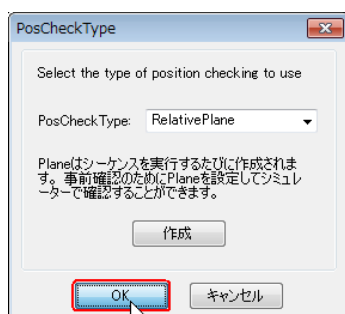 PosCheckType
Select the type of position checking to use
PosCheckType: RelativePlane
Planeはシーケンスを実行するたびに作成されま
す。事前確認のためにPlaneを設定してシミュレ
ーターで確認することができます。
作成
OK キャンセル